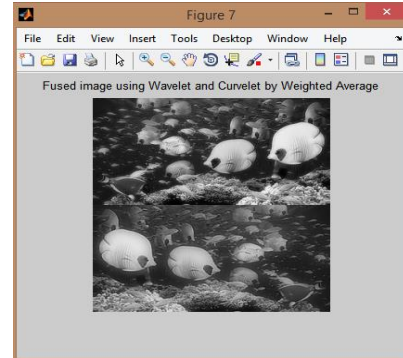 Figure 7
File Edit View Insert Tools Desktop Window Help
Fused image using Wavelet and Curvelet by Weighted Average